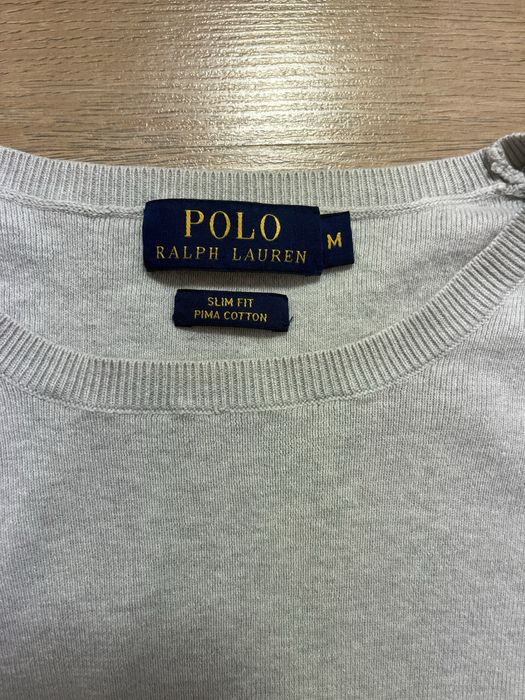 POLO
RALPH LAUREN
M
SLIM FIT
PIMA COTTON